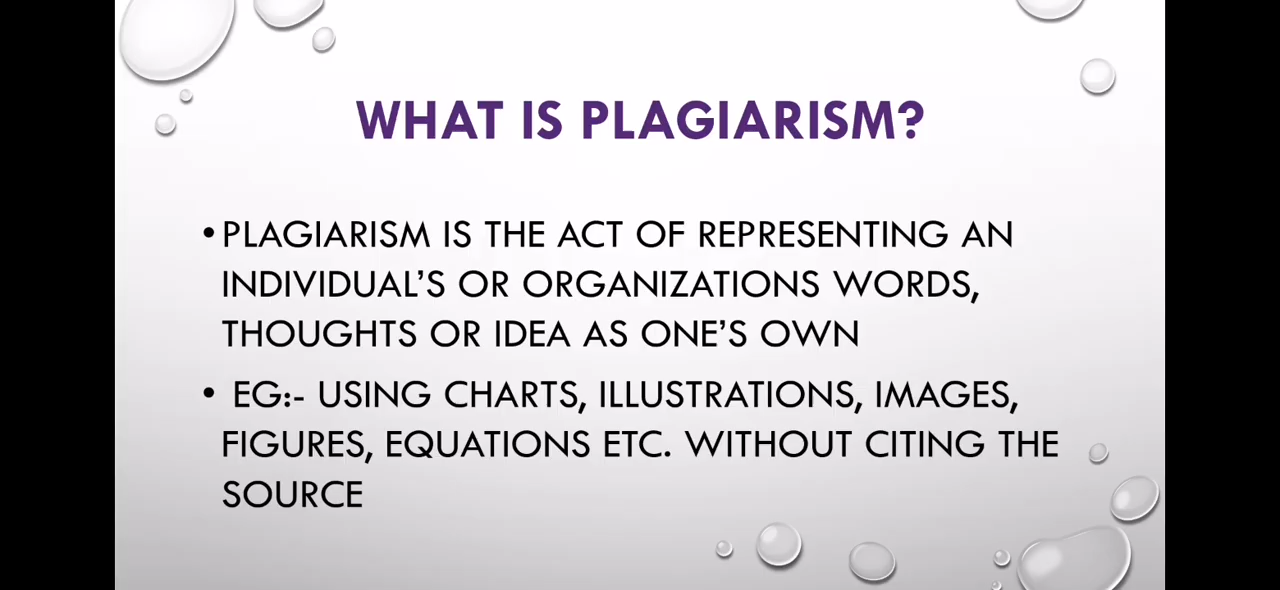 WHAT IS PLAGIARISM?
• PLAGIARISM IS THE ACT OF REPRESENTING AN
INDIVIDUAL’S OR ORGANIZATIONS WORDS,
THOUGHTS OR IDEA AS ONE’S OWN
• EG:- USING CHARTS, ILLUSTRATIONS, IMAGES,
FIGURES, EQUATIONS ETC. WITHOUT CITING THE
SOURCE